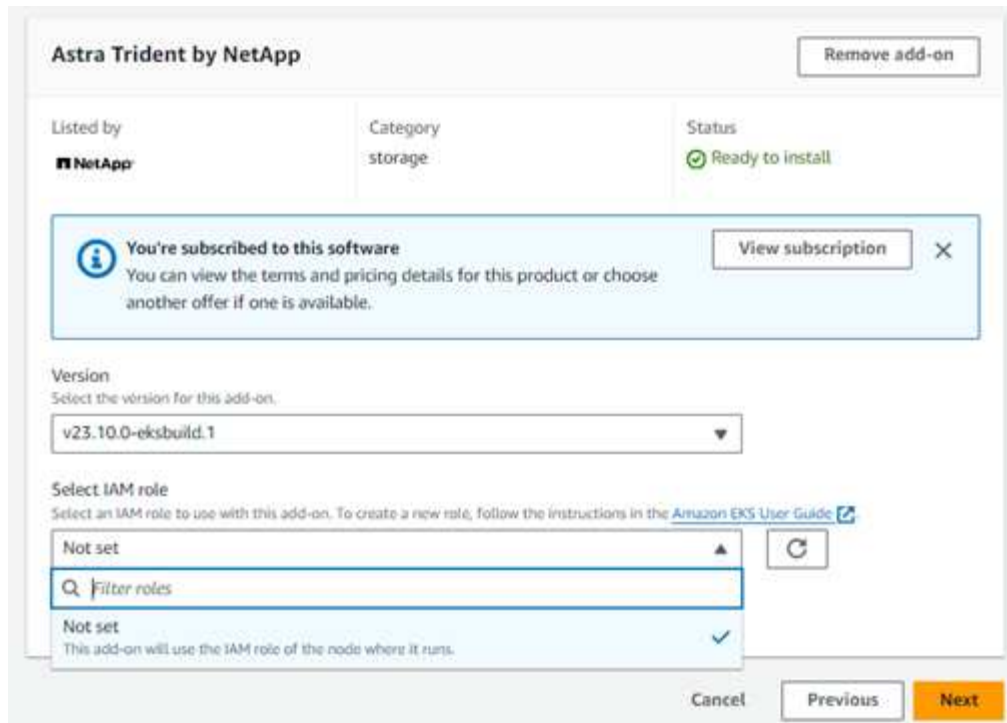 Astra Trident by NetApp
Remove add-on
Listed by
Category
Status
NetApp
storage
Ready to install
You're subscribed to this software
View subscription
You can view the terms and pricing details for this product or choose
another offer if one is available.
Version
Select the version for this add-on.
v23.10.0-eksbuild.1
Select IAM role
Select an IAM role to use with this add-on. To create a new role, follow the instructions in the Amazon EKS User Guide.
Not set
Filter roles
Not set
This add-on will use the IAM role of the node where it runs.
Cancel
Previous
Next